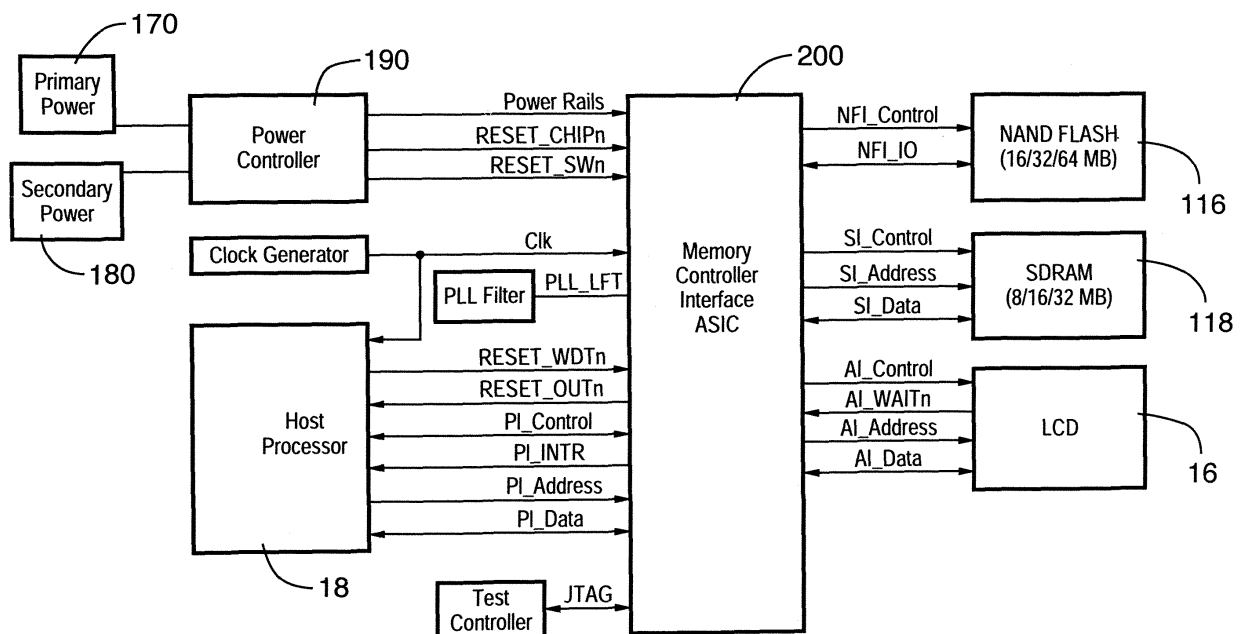 170
190
200
Primary
Power
Power
Controller
Secondary
Power
180
Power Rails
RESET_CHIPn
RESET_SWn
Clock Generator
Clk
PLL Filter
PLL_LFT
Host
Processor
18
RESET_WDTn
RESET_OUTn
PI_Control
PI_INTR
PI_Address
PI_Data
Test
Controller
JTAG
Memory
Controller
Interface
ASIC
NFI_Control
NFI_IO
NAND FLASH
(16/32/64 MB)
116
SI_Control
SI_Address
SI_Data
SDRAM
(8/16/32 MB)
118
AI_Control
AI_WAITn
AI_Address
AI_Data
LCD
16